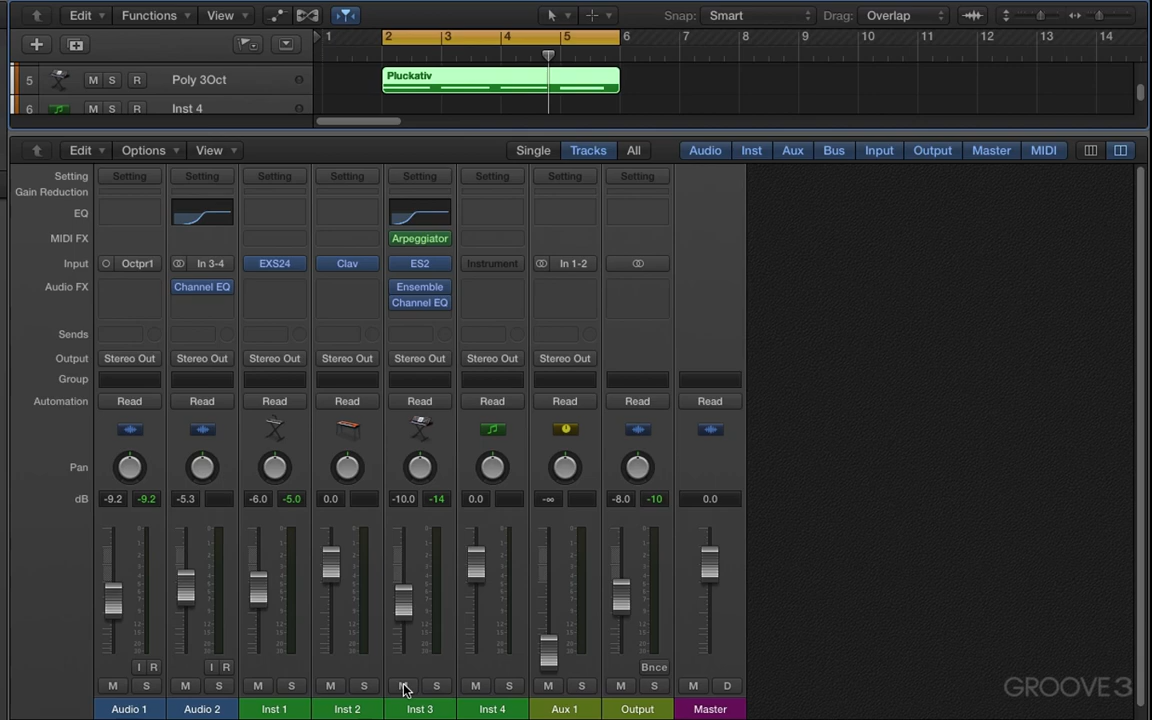 Edit Functions View Snap: Smart Drag: Overlap
1 2 3 4 5 6 7 8 9 10 11 12 13 14
5 M S R Poly 3Oct Pluckativ
6 M S R Inst 4
Edit Options View Single Tracks All Audio Inst Aux Bus Input Output Master MIDI
Setting Setting Setting Setting Setting Setting Setting Setting Setting
Gain Reduction
EQ
MIDI FX Arpeggiator
Input Octpr1 In 3-4 EXS24 Clav ES2 Instrument In 1-2
Audio FX Channel EQ Ensemble
Channel EQ
Sends
Output Stereo Out Stereo Out Stereo Out Stereo Out Stereo Out Stereo Out Stereo Out
Group
Automation Read Read Read Read Read Read Read Read Read
Pan
dB -9.2 -9.2 -5.3 -6.0 -5.0 0.0 -10.0 -14 0.0 -∞ -8.0 -10 0.0
I R I R Bnce
M S M S M S M S M S M S M S M S M D
Audio 1 Audio 2 Inst 1 Inst 2 Inst 3 Inst 4 Aux 1 Output Master
GROOVE3